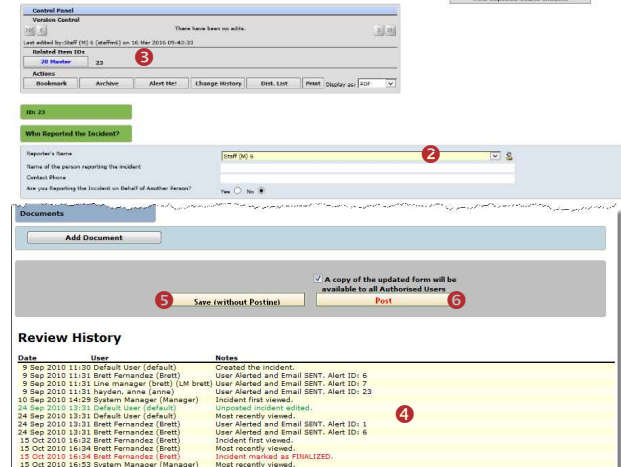 Control Panel
Version Control
There have been no edits.
Last edited by:Staff (M) 6 (staffm6) on 16 Mar 2016 09:43:33
Related Item IDs
20 Master 23
3
Actions
Bookmark Archive Alert Me! Change History Dist. List Print Display as: PDF
ID: 23
Who Reported the Incident?
Reporter's Name Staff (M) 6
2
Name of the person reporting the incident
Contact Phone
Are you Reporting the Incident on Behalf of Another Person? Yes No
Documents
Add Document
A copy of the updated form will be
available to all Authorised Users
5 Save (without Posting) Post 6
Review History
Date User Notes
9 Sep 2010 11:30 Default User (default) Created the incident.
9 Sep 2010 11:31 Brett Fernandez (Brett) User Alerted and Email SENT. Alert ID: 6
9 Sep 2010 11:31 Line manager (brett) (LM brett) User Alerted and Email SENT. Alert ID: 7
9 Sep 2010 11:31 hayden, anne (anne) User Alerted and Email SENT. Alert ID: 23
10 Sep 2010 14:29 System Manager (Manager) Incident first viewed.
24 Sep 2010 13:31 Default User (default) Unposted incident edited.
24 Sep 2010 13:31 Default User (default) Most recently viewed.
4
24 Sep 2010 13:31 Brett Fernandez (Brett) User Alerted and Email SENT. Alert ID: 1
24 Sep 2010 13:31 Brett Fernandez (Brett) User Alerted and Email SENT. Alert ID: 6
15 Oct 2010 16:32 Brett Fernandez (Brett) Incident first viewed.
15 Oct 2010 16:34 Brett Fernandez (Brett) Most recently viewed.
15 Oct 2010 16:34 Brett Fernandez (Brett) Incident marked as FINALIZED.
15 Oct 2010 16:53 System Manager (Manager) Most recently viewed.